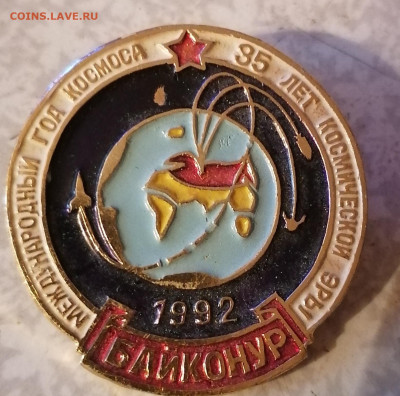 COINS.LAVE.RU
МЕЖДУНАРОДНЫЙ ГОД КОСМОСА
35 ЛЕТ КОСМИЧЕСКОЙ ЭРЫ
1992
БАЙКОНУР